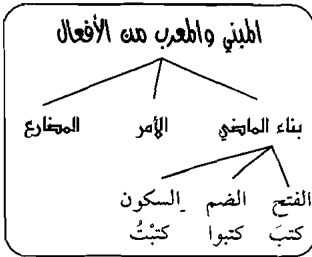 المبني والمعرب من الأفعال
بناء الماضي الأمر المضارع
الفتح الضم السكون
كتبَ كتبوا كتبْتُ